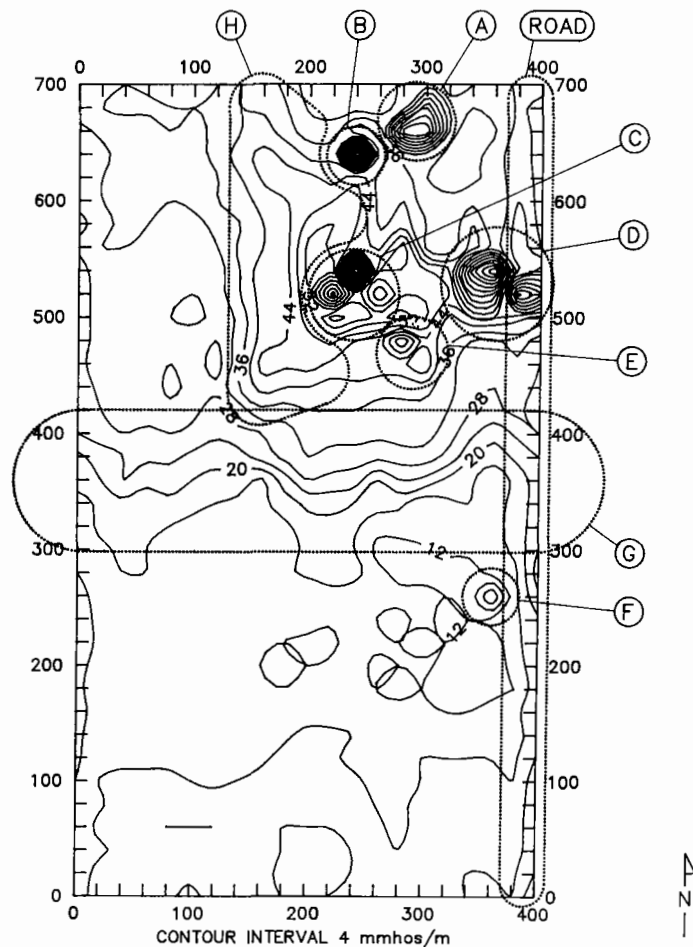 H B A ROAD
0 200 300 400
700 700
C
600 600
44
D
500 500
44
36 36 E
28
400 400
20 20
300 12 300 G
F
12
200 200
100 100
0 0
0 100 200 300 400
CONTOUR INTERVAL 4 mmhos/m
N